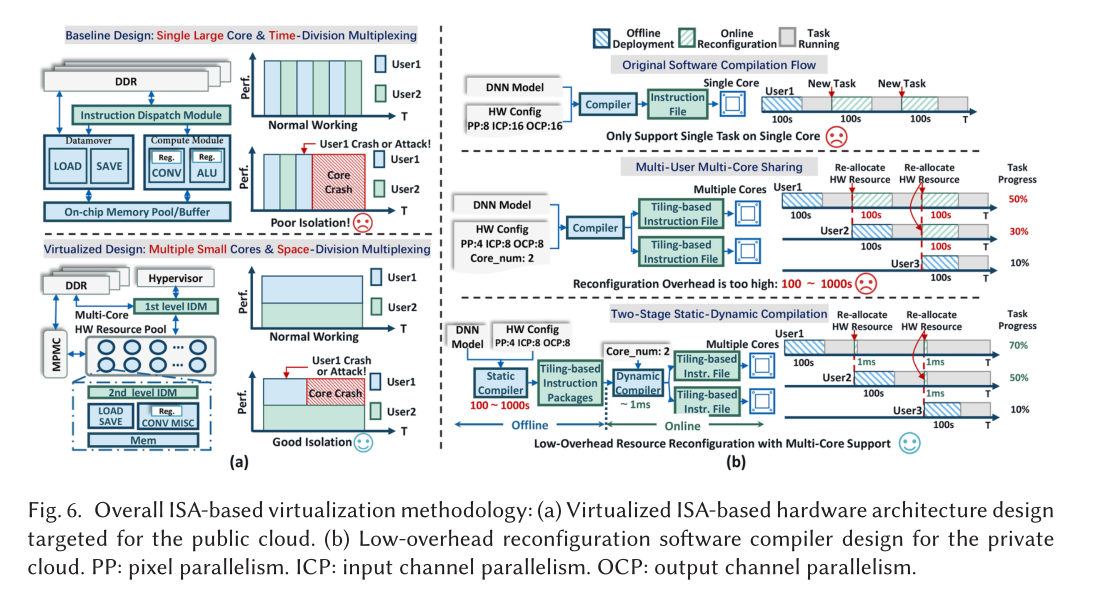 Baseline Design: Single Large Core & Time-Division Multiplexing
DDR
Instruction Dispatch Module
Datamover
LOAD
SAVE
Compute Module
Reg.
CONV
Reg.
ALU
On-chip Memory Pool/Buffer
Perf.
User1
User2
T
Normal Working
User1 Crash or Attack!
Perf.
Core
Crash
User1
User2
T
Poor Isolation!
Virtualized Design: Multiple Small Cores & Space-Division Multiplexing
DDR
Hypervisor
1st level IDM
Multi-Core
HW Resource Pool
MPMC
2nd level IDM
LOAD
SAVE
Reg.
CONV MISC
Mem
Perf.
User1
User2
T
Normal Working
User1 Crash
or Attack!
Perf.
Core Crash
User1
User2
T
Good Isolation
(a)
Offline
Deployment
Online
Reconfiguration
Task
Running
Original Software Compilation Flow
DNN Model
HW Config
PP:8 ICP:16 OCP:16
Compiler
Instruction
File
Single Core
User1
New Task
New Task
100s
100s
100s
T
Only Support Single Task on Single Core
Multi-User Multi-Core Sharing
DNN Model
HW Config
PP:4 ICP:8 OCP:8
Core_num: 2
Compiler
Tiling-based
Instruction File
Tiling-based
Instruction File
Multiple Cores
Re-allocate
HW Resource
Re-allocate
HW Resource
Task
Progress
User1
100s
100s
100s
T
50%
User2
100s
100s
T
30%
User3
100s
T
10%
Reconfiguration Overhead is too high: 100 ~ 1000s
Two-Stage Static-Dynamic Compilation
DNN
Model
HW Config
PP:4 ICP:8 OCP:8
Static
Compiler
100 ~ 1000s
Tiling-based
Instruction
Packages
Core_num: 2
Dynamic
Compiler
~ 1ms
Tiling-based
Instr. File
Tiling-based
Instr. File
Multiple Cores
Offline
Online
Re-allocate
HW Resource
Re-allocate
HW Resource
Task
Progress
User1
100s
1ms
1ms
T
70%
User2
100s
1ms
T
50%
User3
100s
T
10%
Low-Overhead Resource Reconfiguration with Multi-Core Support
(b)
Fig. 6. Overall ISA-based virtualization methodology: (a) Virtualized ISA-based hardware architecture design
targeted for the public cloud. (b) Low-overhead reconfiguration software compiler design for the private
cloud. PP: pixel parallelism. ICP: input channel parallelism. OCP: output channel parallelism.